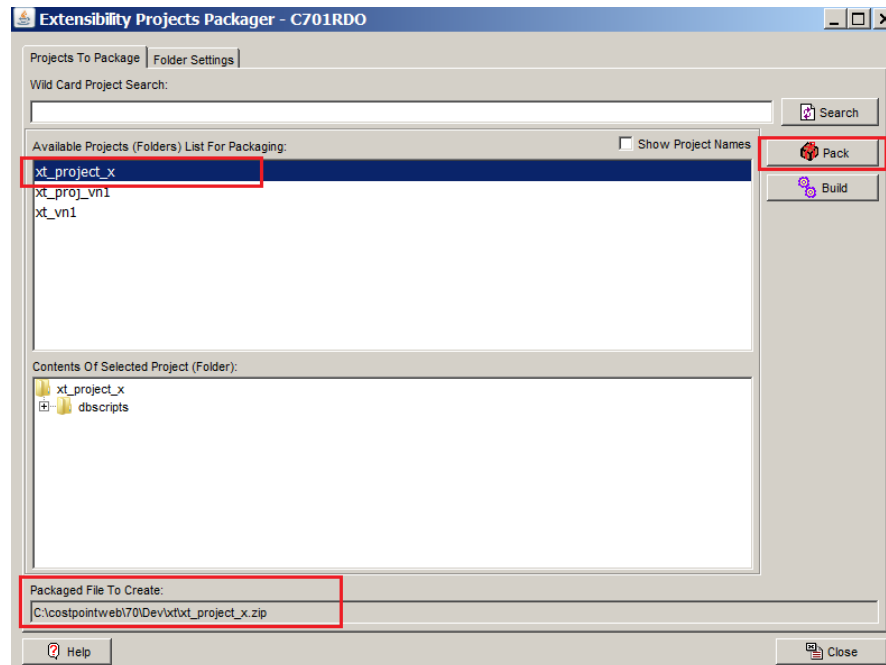 Extensibility Projects Packager - C701RDO
Projects To Package Folder Settings
Wild Card Project Search:
Search
Available Projects (Folders) List For Packaging: Show Project Names
Pack
xt_project_x
xt_proj_vn1
Build
xt_vn1
Contents Of Selected Project (Folder):
xt_project_x
dbscripts
Packaged File To Create:
C:\costpointweb\70\Dev\xt\xt_project_x.zip
Help Close